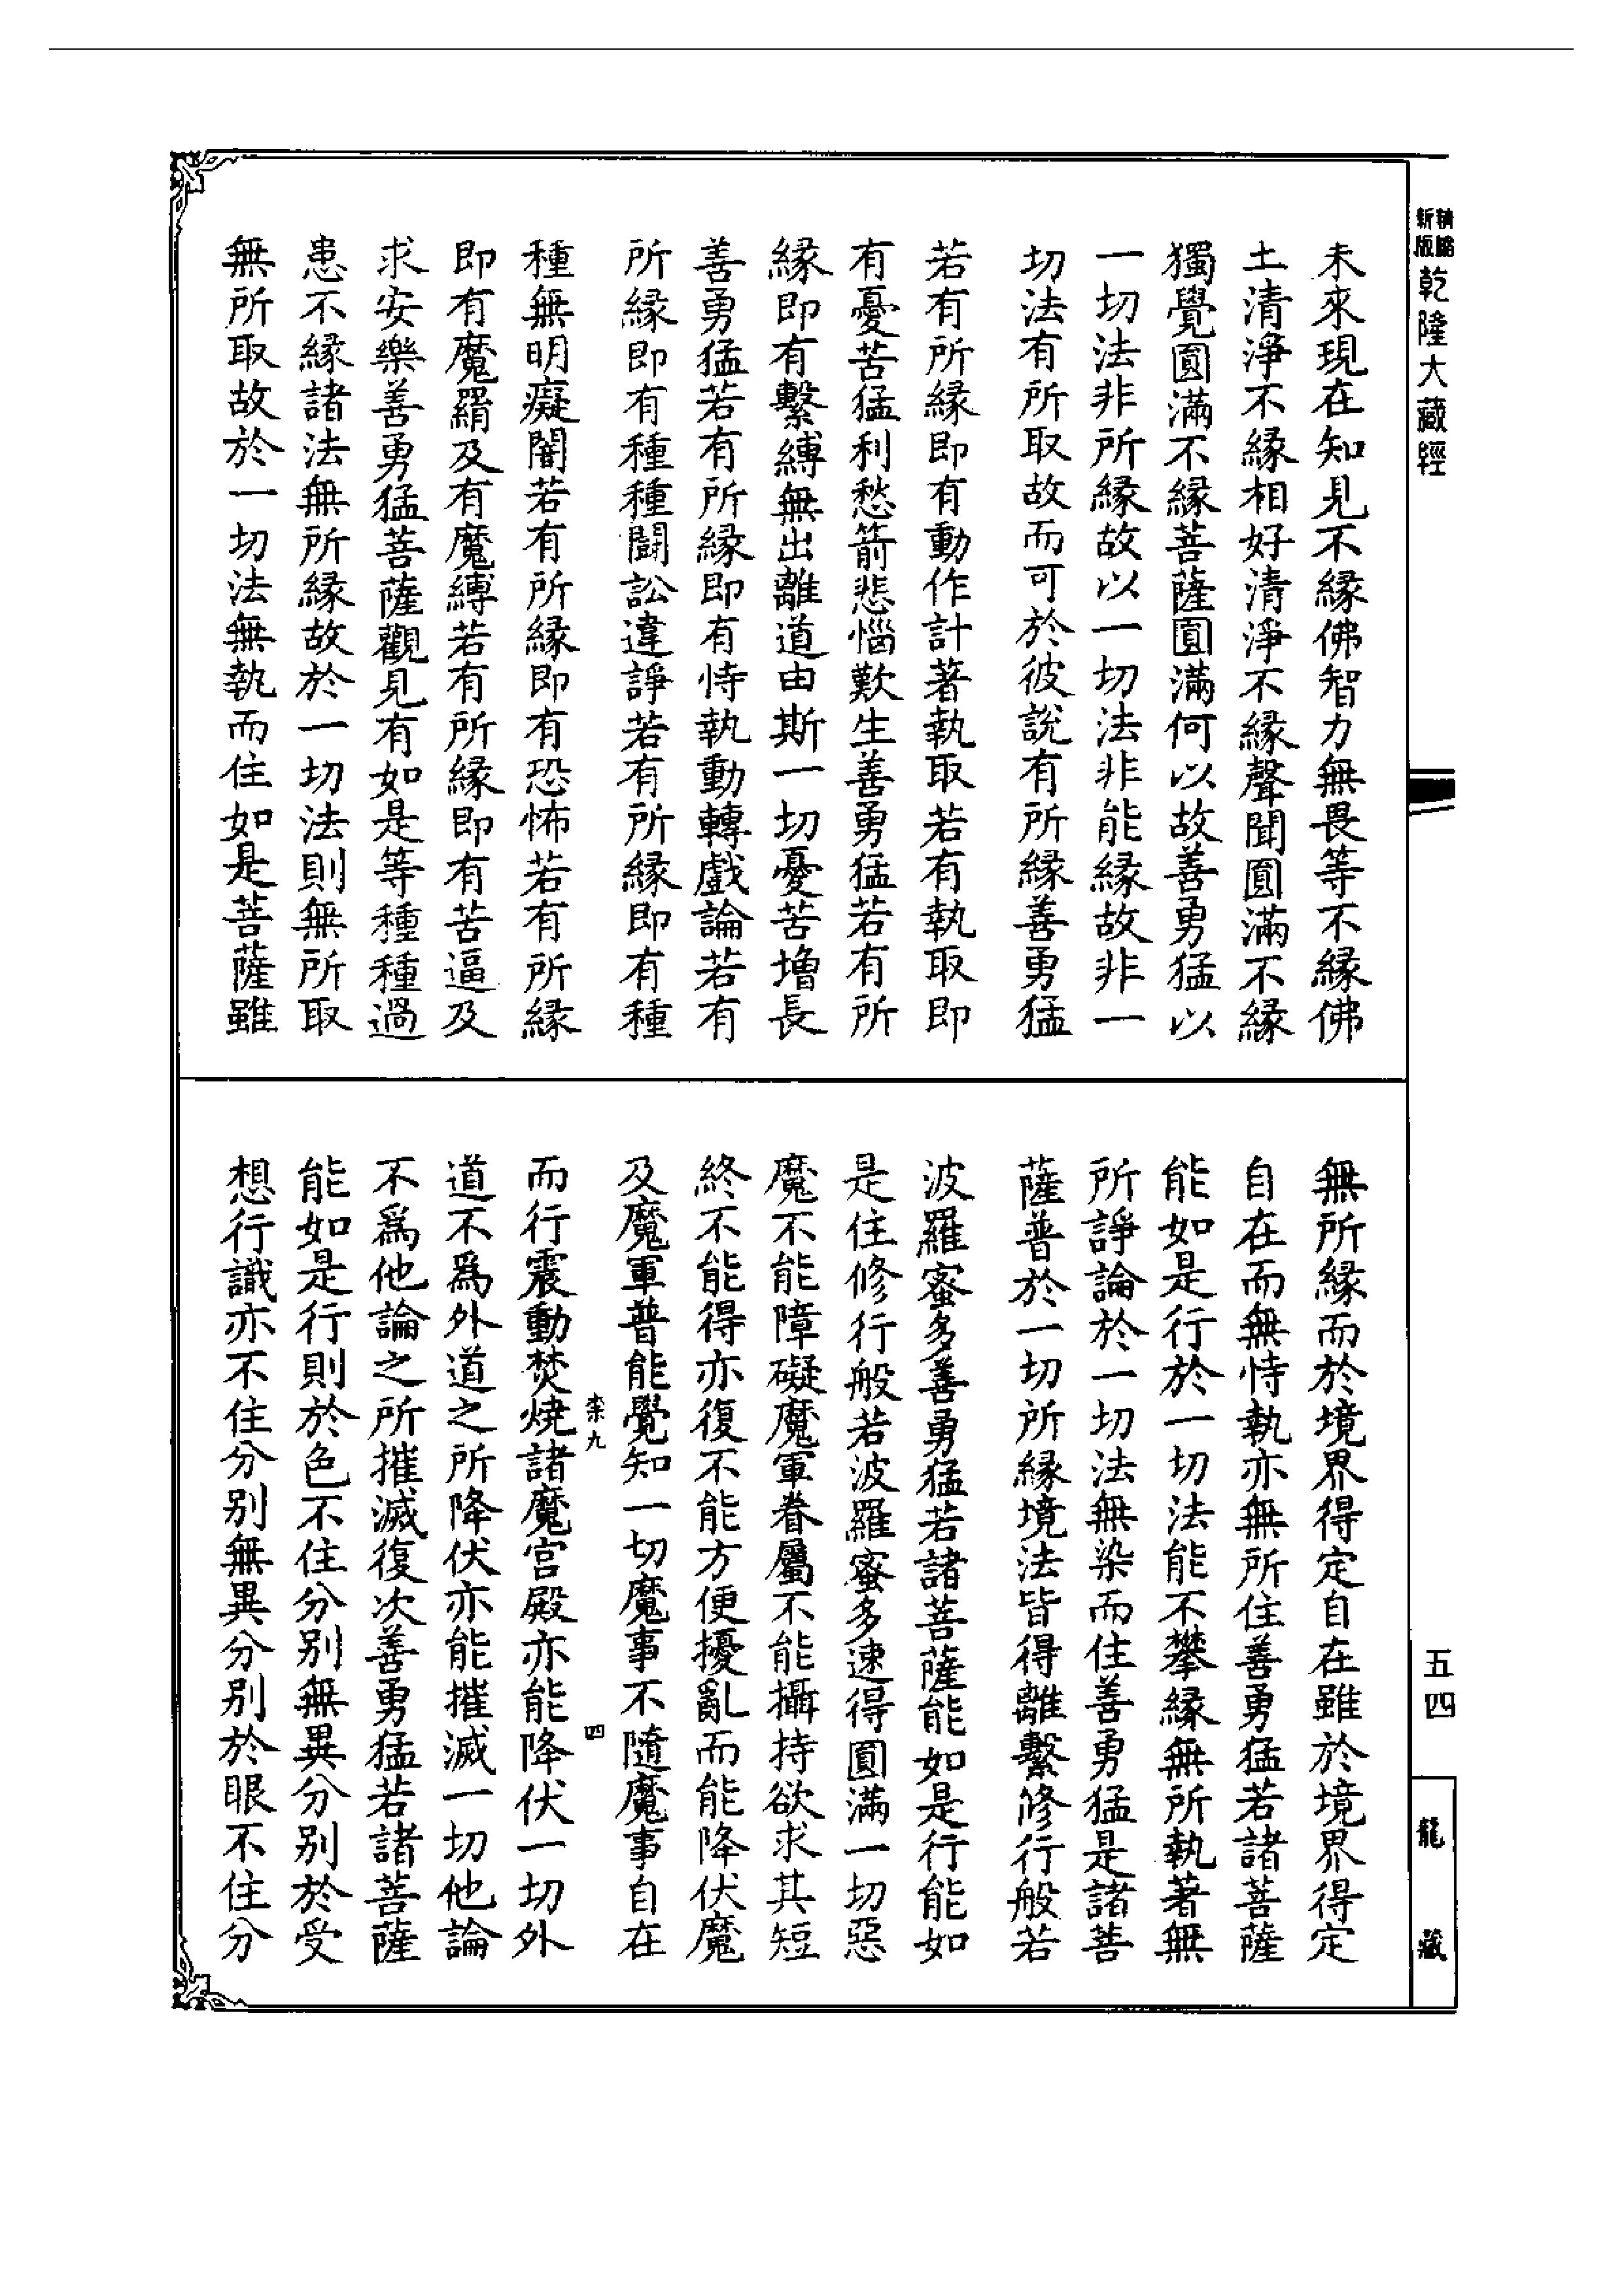 新版
乾隆大藏經
未來現在知見不緣佛智力無畏等不緣佛
土清淨不緣相好清淨不緣聲聞圓滿不緣
獨覺圓滿不緣菩薩圓滿何以故善勇猛以
一切法非所緣故以一切法非能緣故非一
切法有所取故而可於彼說有所緣善勇猛
若有所緣即有動作計著執取若有執取即
有憂苦猛利愁箭悲惱歎生善勇猛若有所
緣即有繫縛無出離道由斯一切憂苦增長
善勇猛若有所緣即有恃執動轉戲論若有
所緣即有種種鬪訟違諍若有所緣即有種
種無明癡闇若有所緣即有恐怖若有所緣
即有魔羂及有魔縛若有所緣即有苦逼及
求安樂善勇猛菩薩觀見有如是等種種過
患不緣諸法無所緣故於一切法則無所取
無所取故於一切法無執而住如是菩薩雖
無所緣而於境界得定自在雖於境界得定
自在而無恃執亦無所住善勇猛若諸菩薩
能如是行於一切法能不攀緣無所執著無
所諍論於一切法無染而住善勇猛是諸菩
薩普於一切所緣境法皆得離繫修行般若
波羅蜜多善勇猛若諸菩薩能如是行能如
是住修行般若波羅蜜多速得圓滿一切惡
魔不能障礙魔軍眷屬不能攝持欲求其短
終不能得亦復不能方便擾亂而能降伏魔
及魔軍普能覺知一切魔事不隨魔事自在
柰九
四
而行震動焚燒諸魔宮殿亦能降伏一切外
道不爲外道之所降伏亦能摧滅一切他論
不爲他論之所摧滅復次善勇猛若諸菩薩
能如是行則於色不住分別無異分別於受
想行識亦不住分別無異分別於眼不住分
五四
龍藏